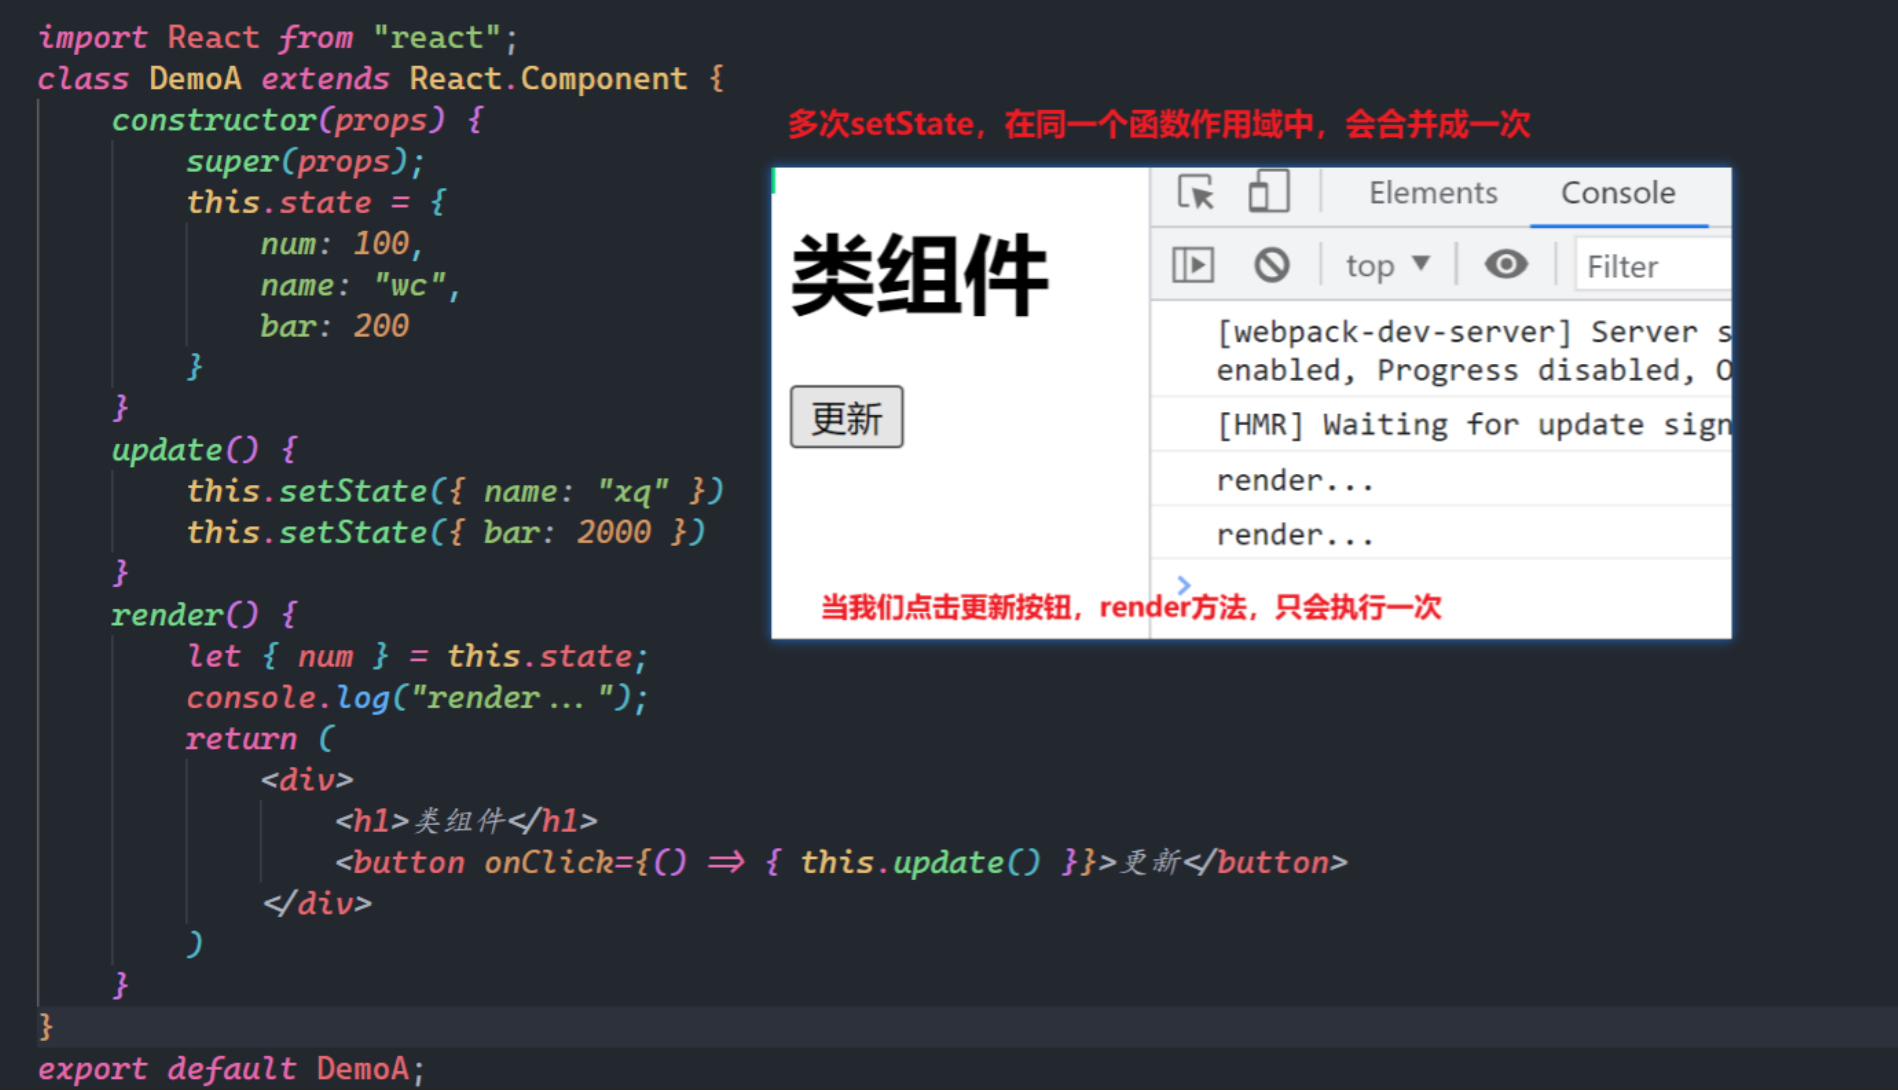 import React from "react";
class DemoA extends React.Component {
constructor(props) {
super(props);
this.state = {
num: 100,
name: "wc",
bar: 200
}
}
update() {
this.setState({ name: "xq" })
this.setState({ bar: 2000 })
}
render() {
let { num } = this.state;
console.log("render...");
return (
<div>
<h1>类组件</h1>
<button onClick={() => { this.update() }}>更新</button>
</div>
)
}
}
export default DemoA;
多次setState，在同一个函数作用域中，会合并成一次
类组件
更新
Elements Console
top Filter
[webpack-dev-server] Server s
enabled, Progress disabled, O
[HMR] Waiting for update sign
render...
render...
当我们点击更新按钮，render方法，只会执行一次